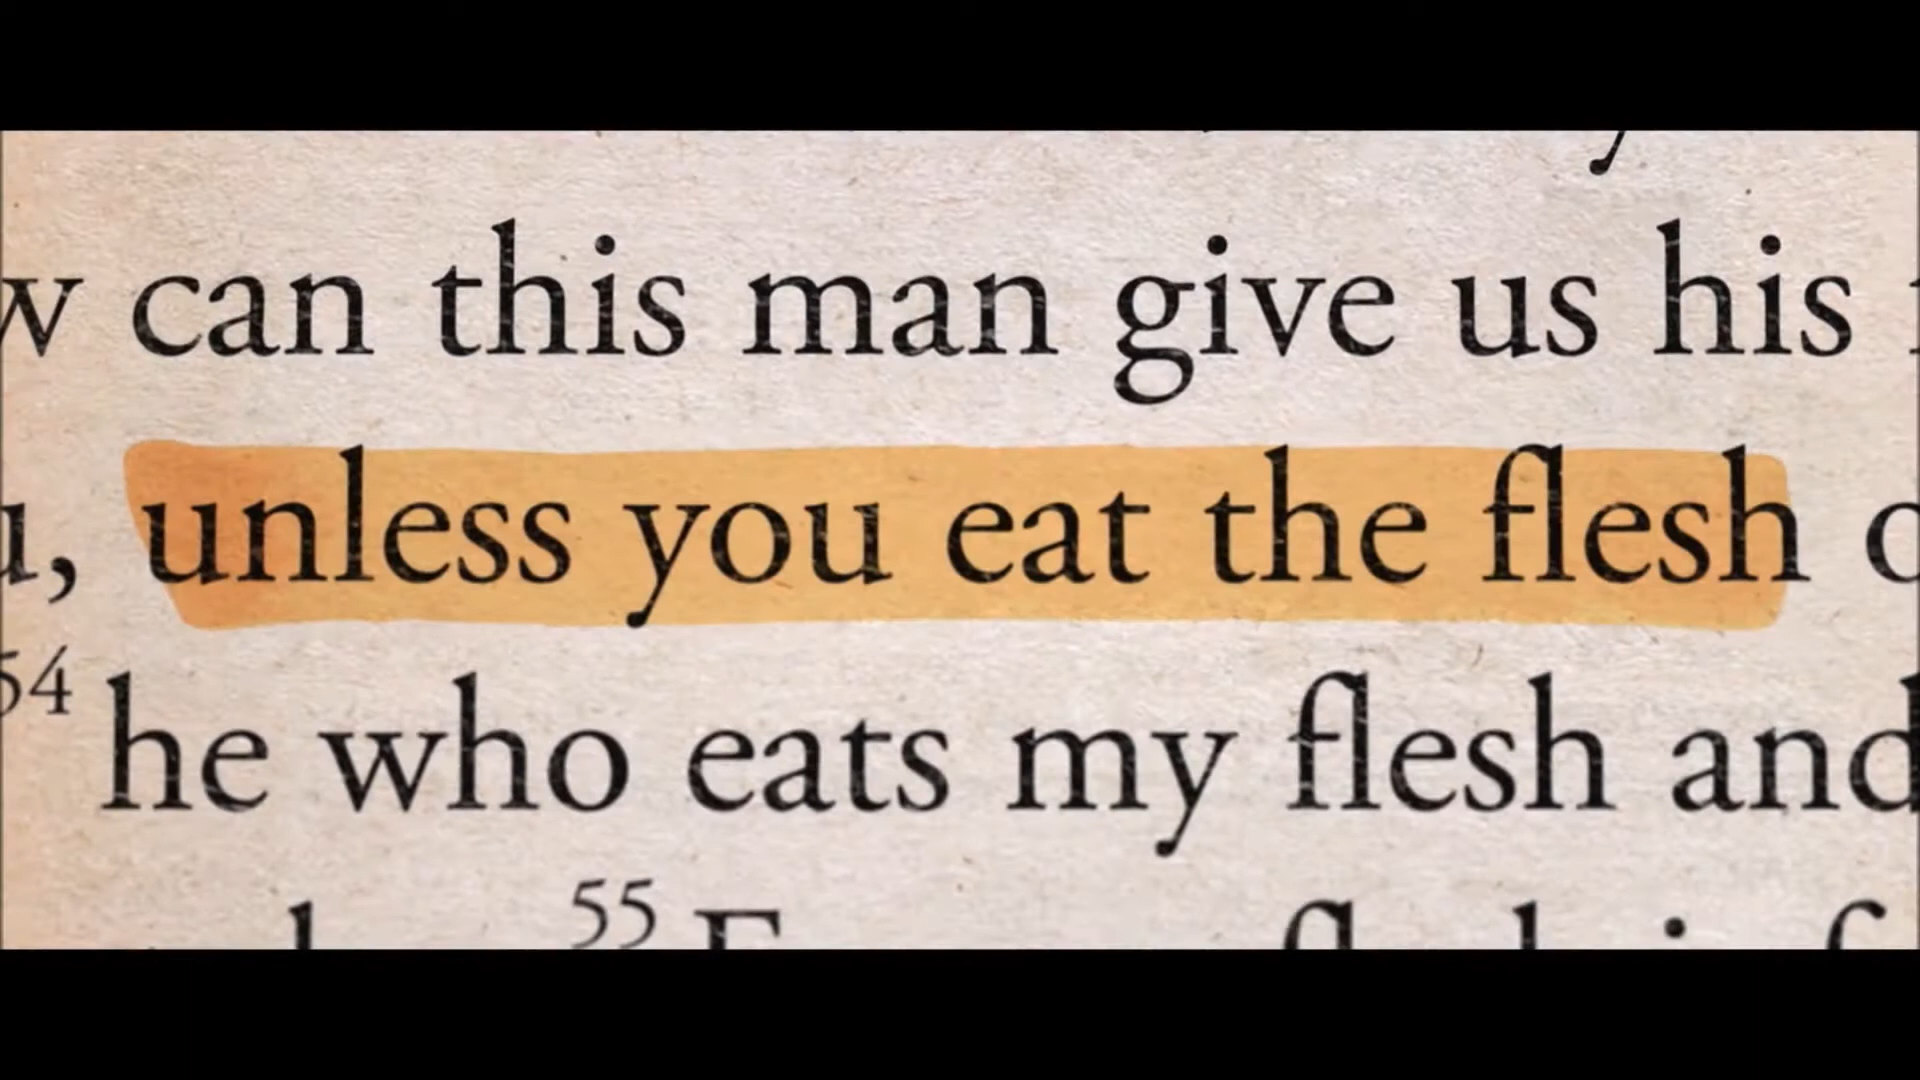 can this man give us his
unless you eat the flesh
54 he who eats my flesh and
55